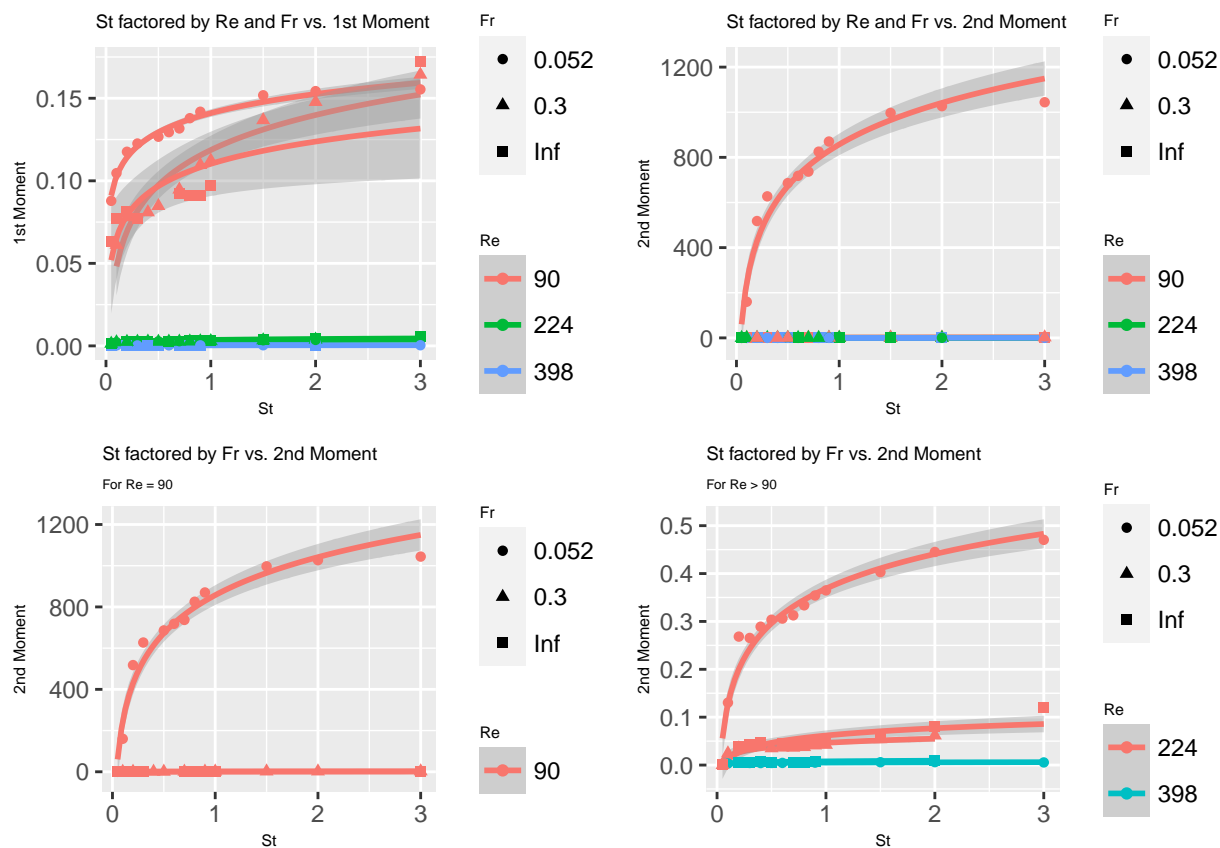 St factored by Re and Fr vs. 1st Moment
1st Moment
0.15
0.10
0.05
0.00
0
1
2
3
St
Fr
0.052
0.3
Inf
Re
90
224
398
St factored by Re and Fr vs. 2nd Moment
2nd Moment
1200
800
400
0
0
1
2
3
St
Fr
0.052
0.3
Inf
Re
90
224
398
St factored by Fr vs. 2nd Moment
For Re = 90
2nd Moment
1200
800
400
0
0
1
2
3
St
Fr
0.052
0.3
Inf
Re
90
St factored by Fr vs. 2nd Moment
For Re > 90
2nd Moment
0.5
0.4
0.3
0.2
0.1
0.0
0
1
2
3
St
Fr
0.052
0.3
Inf
Re
224
398